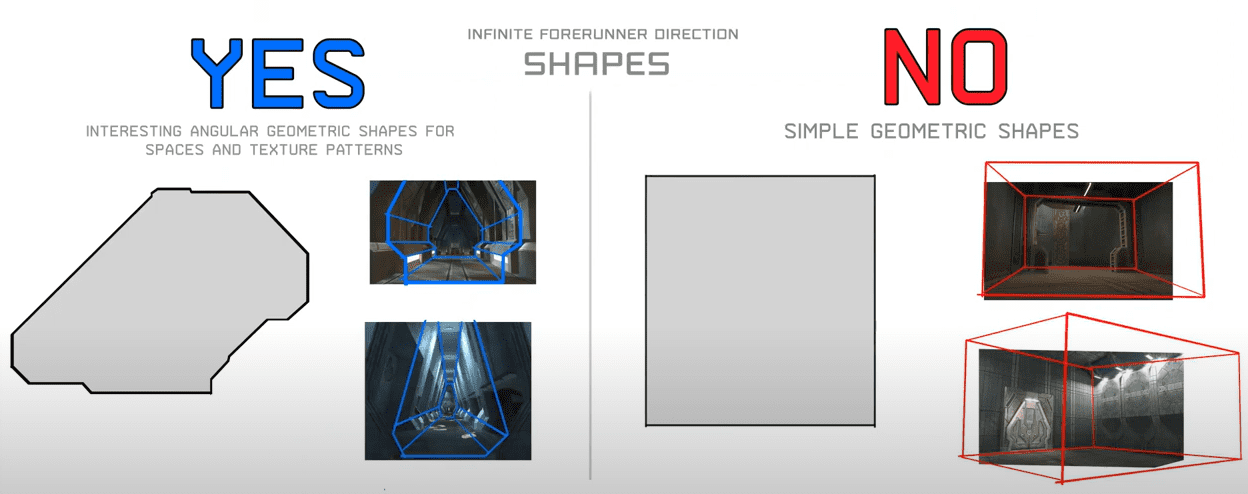 INFINITE FORERUNNER DIRECTION
SHAPES
YES
INTERESTING ANGULAR GEOMETRIC SHAPES FOR
SPACES AND TEXTURE PATTERNS
NO
SIMPLE GEOMETRIC SHAPES